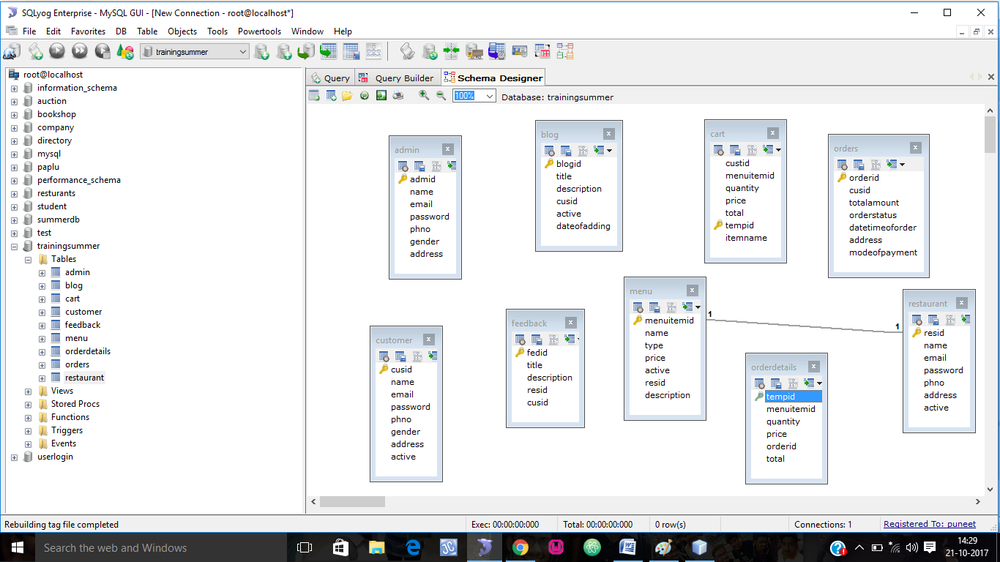 SQLyog Enterprise - MySQL GUI - [New Connection - root@localhost*]
File Edit Favorites DB Table Objects Tools Powertools Window Help
trainingsummer
root@localhost
information_schema
auction
bookshop
company
directory
mysql
paplu
performance_schema
resturants
student
summerdb
test
trainingsummer
Tables
admin
blog
cart
customer
feedback
menu
orderdetails
orders
restaurant
Views
Stored Procs
Functions
Triggers
Events
userlogin
Query Query Builder Schema Designer
100% Database: trainingsummer
admin
admid
name
email
password
phno
gender
address
blog
blogid
title
description
cusid
active
dateofadding
cart
custid
menuitemid
quantity
price
total
tempid
itemname
orders
orderid
cusid
totalamount
orderstatus
datetimeoforder
address
modeofpayment
customer
cusid
name
email
password
phno
gender
address
active
feedback
fedid
title
description
resid
cusid
menu
menuitemid
name
type
price
active
resid
description
1
1
orderdetails
tempid
menuitemid
quantity
price
orderid
total
restaurant
resid
name
email
password
phno
address
active
Rebuilding tag file completed Exec: 00:00:00:000 Total: 00:00:00:000 0 row(s) Connections: 1 Registered To: puneet
Search the web and Windows
14:29
21-10-2017